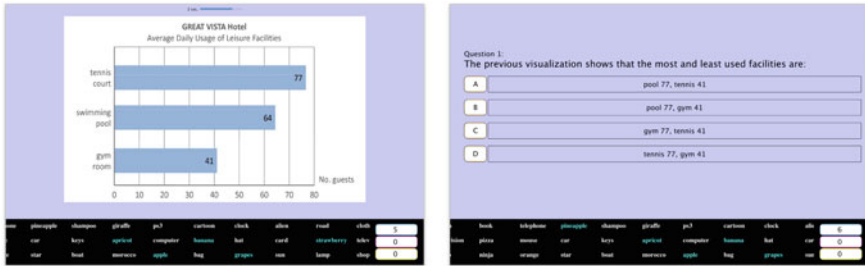 GREAT VISTA Hotel
Average Daily Usage of Leisure Facilities
tennis
court
77
swimming
pool
64
gym
room
41
No. guests
0 10 20 30 40 50 60 70 80
pineapple shampoo giraffe ps3 cartoon clock alien road cloth 5
car keys apricot computer banana hat card strawberry telev 0
star boat morocco apple bag grapes sun lamp shop 0
Question 1:
The previous visualization shows that the most and least used facilities are:
A pool 77, tennis 41
B pool 77, gym 41
C gym 77, tennis 41
D tennis 77, gym 41
book telephone pineapple shampoo giraffe ps3 cartoon clock 6
pizza mouse car keys apricot computer banana hat car 0
ninja orange star boat morocco apple bag grapes 0